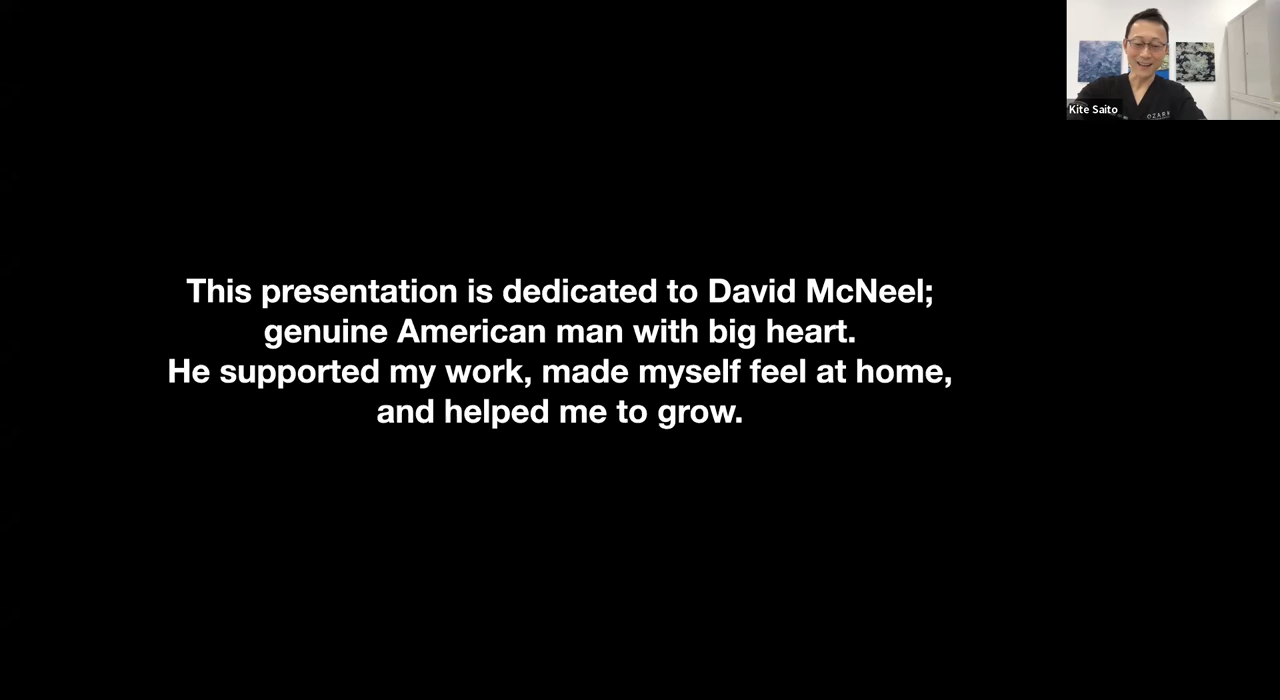 Kite Saito
This presentation is dedicated to David McNeel;
genuine American man with big heart.
He supported my work, made myself feel at home,
and helped me to grow.